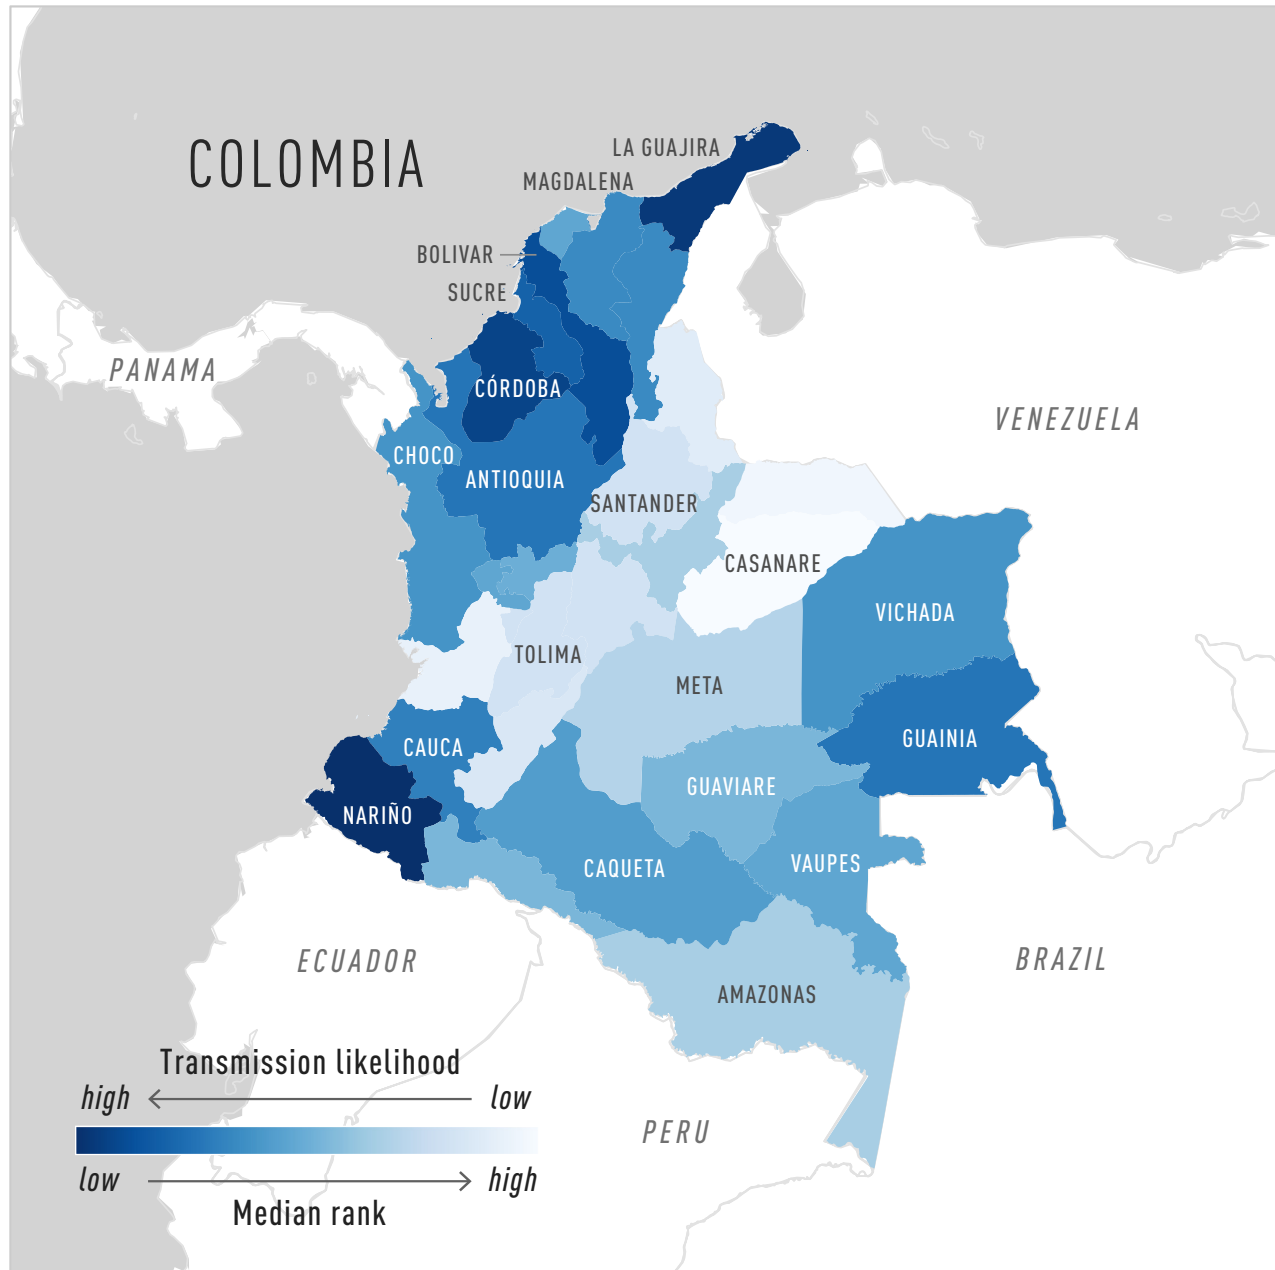 COLOMBIA
LA GUAJIRA
MAGDALENA
BOLIVAR
SUCRE
PANAMA
CÓRDOBA
VENEZUELA
CHOCO
ANTIOQUIA
SANTANDER
CASANARE
VICHADA
TOLIMA
META
CAUCA
GUAINIA
GUAVIARE
NARIÑO
CAQUETA
VAUPES
ECUADOR
BRAZIL
AMAZONAS
Transmission likelihood
high low
PERU
low high
Median rank